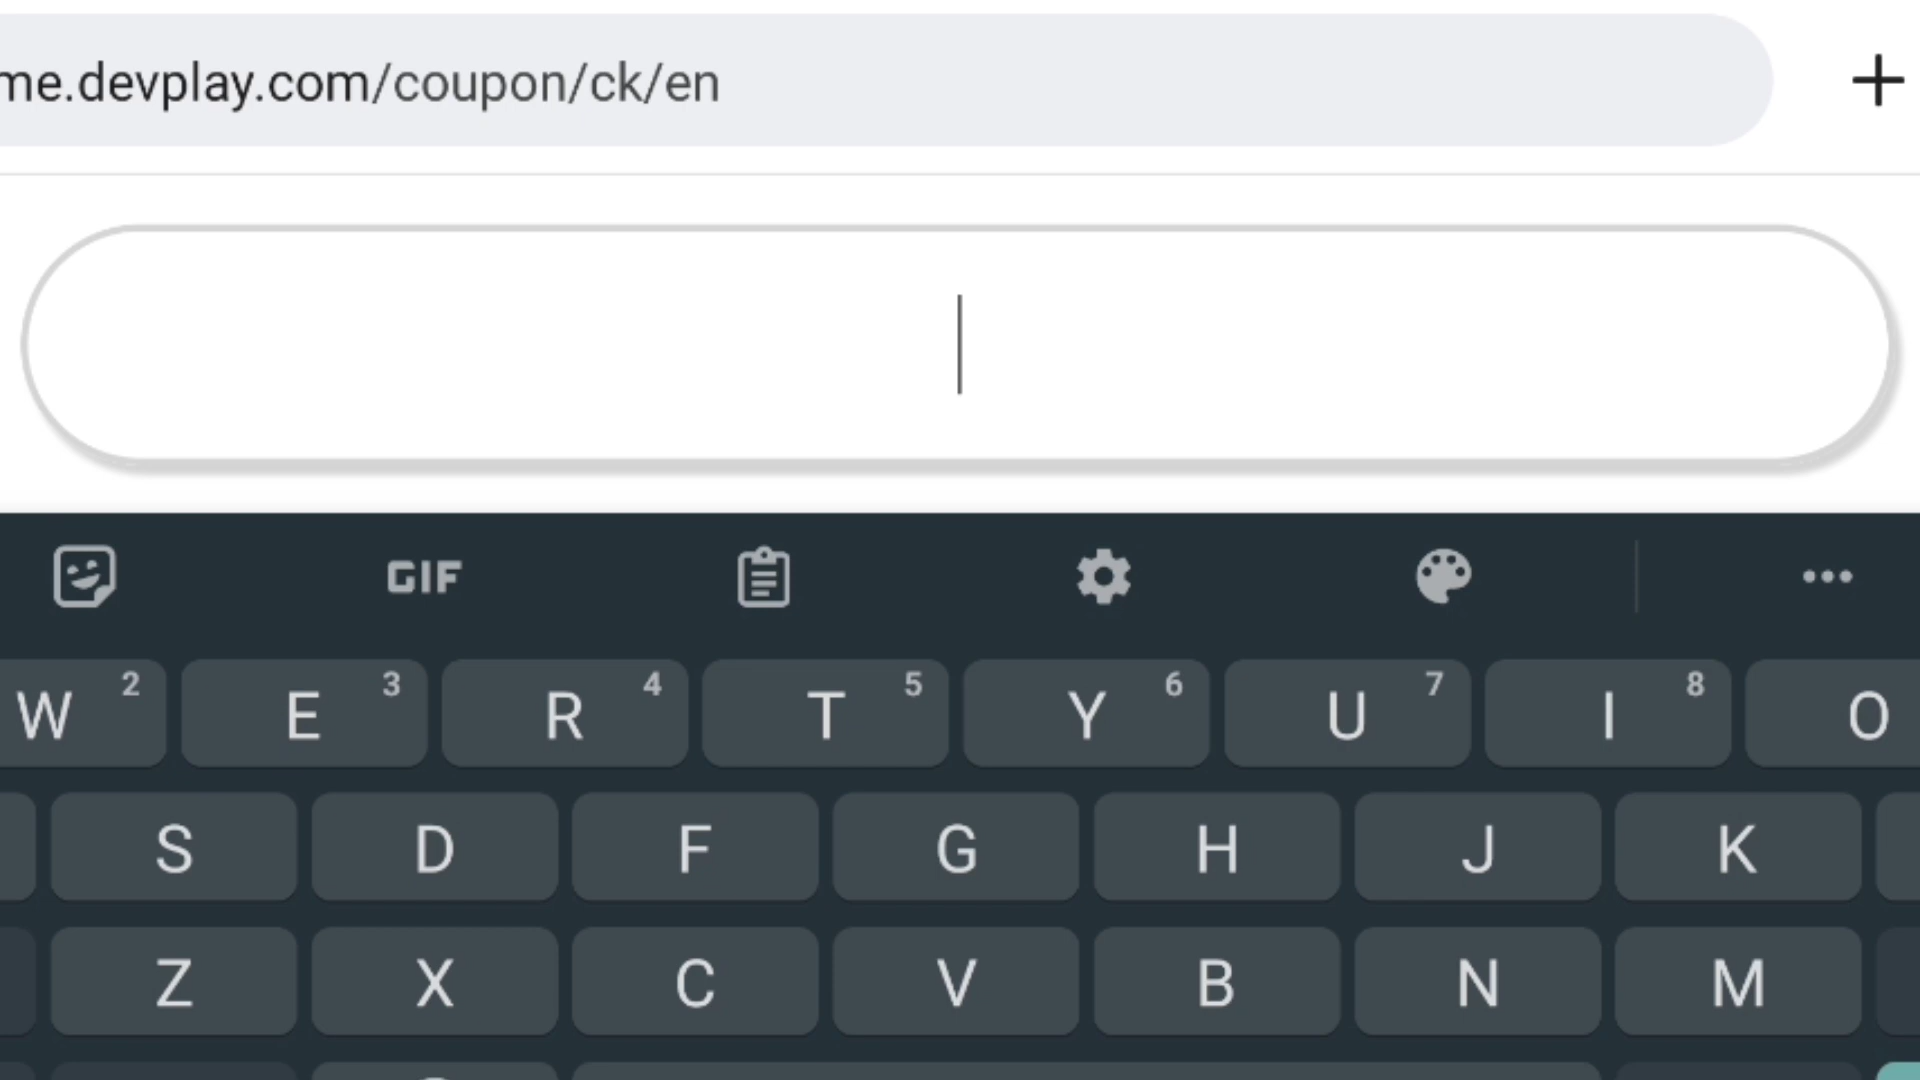 me.devplay.com/coupon/ck/en
GIF
W 2 E 3 R 4 T 5 Y 6 U 7 I 8 O
S D F G H J K
Z X C V B N M